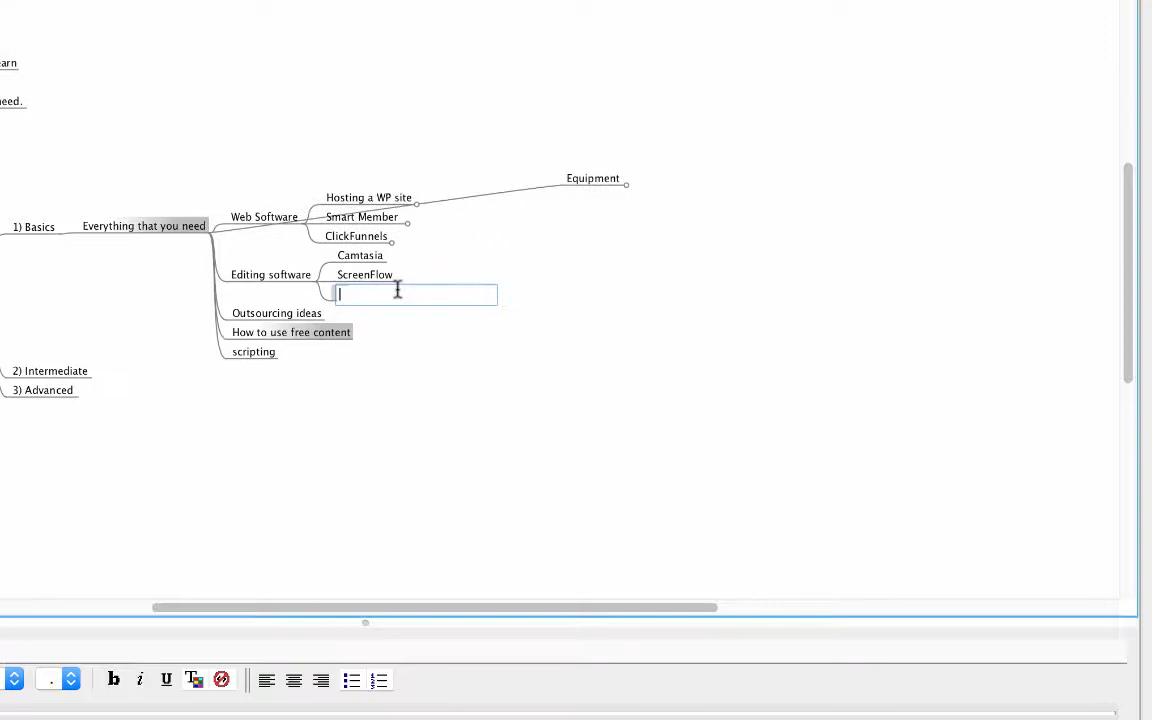 earn
need.
Equipment
Hosting a WP site
Web Software
Smart Member
1) Basics
Everything that you need
ClickFunnels
Camtasia
Editing software
ScreenFlow
Outsourcing ideas
How to use free content
scripting
2) Intermediate
3) Advanced
. b i U T